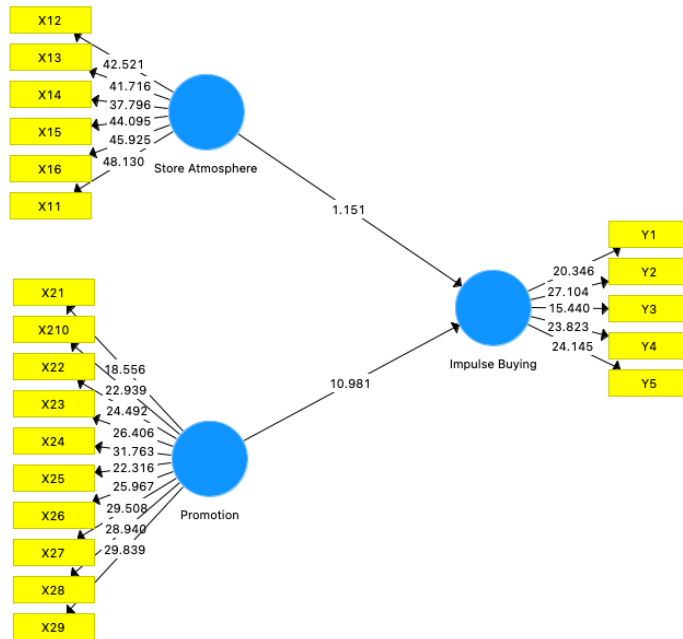 X12
X13
X14
X15
X16
X11
42.521
41.716
37.796
44.095
45.925
48.130
Store Atmosphere
1.151
X21
X210
X22
X23
X24
X25
X26
X27
X28
X29
18.556
22.939
24.492
26.406
31.763
22.316
25.967
29.508
28.940
29.839
Promotion
10.981
Impulse Buying
20.346
27.104
15.440
23.823
24.145
Y1
Y2
Y3
Y4
Y5